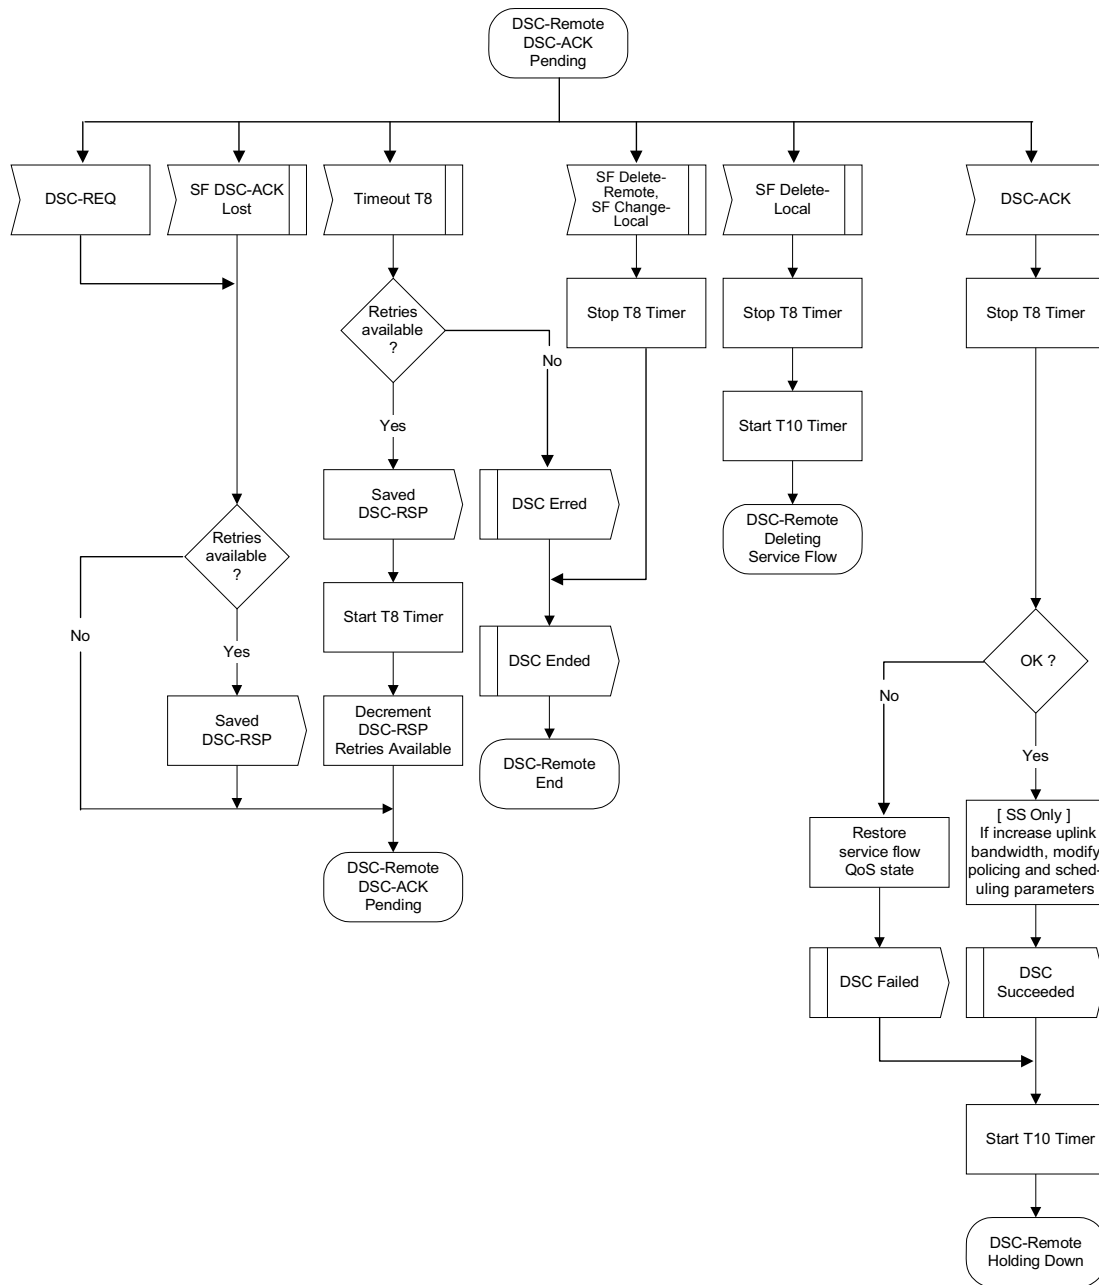 DSC-Remote
DSC-ACK
Pending
DSC-REQ
SF DSC-ACK
Lost
Timeout T8
SF Delete-
Remote,
SF Change-
Local
SF Delete-
Local
DSC-ACK
Stop T8 Timer
Stop T8 Timer
Stop T8 Timer
Retries
available
?
No
Yes
Start T10 Timer
Saved
DSC-RSP
DSC Erred
DSC-Remote
Deleting
Service Flow
Retries
available
?
No
Yes
Start T8 Timer
DSC Ended
OK ?
No
Yes
Saved
DSC-RSP
Decrement
DSC-RSP
Retries Available
DSC-Remote
End
DSC-Remote
DSC-ACK
Pending
Restore
service flow
QoS state
[ SS Only ]
If increase uplink
bandwidth, modify
policing and sched-
uling parameters
DSC Failed
DSC
Succeeded
Start T10 Timer
DSC-Remote
Holding Down